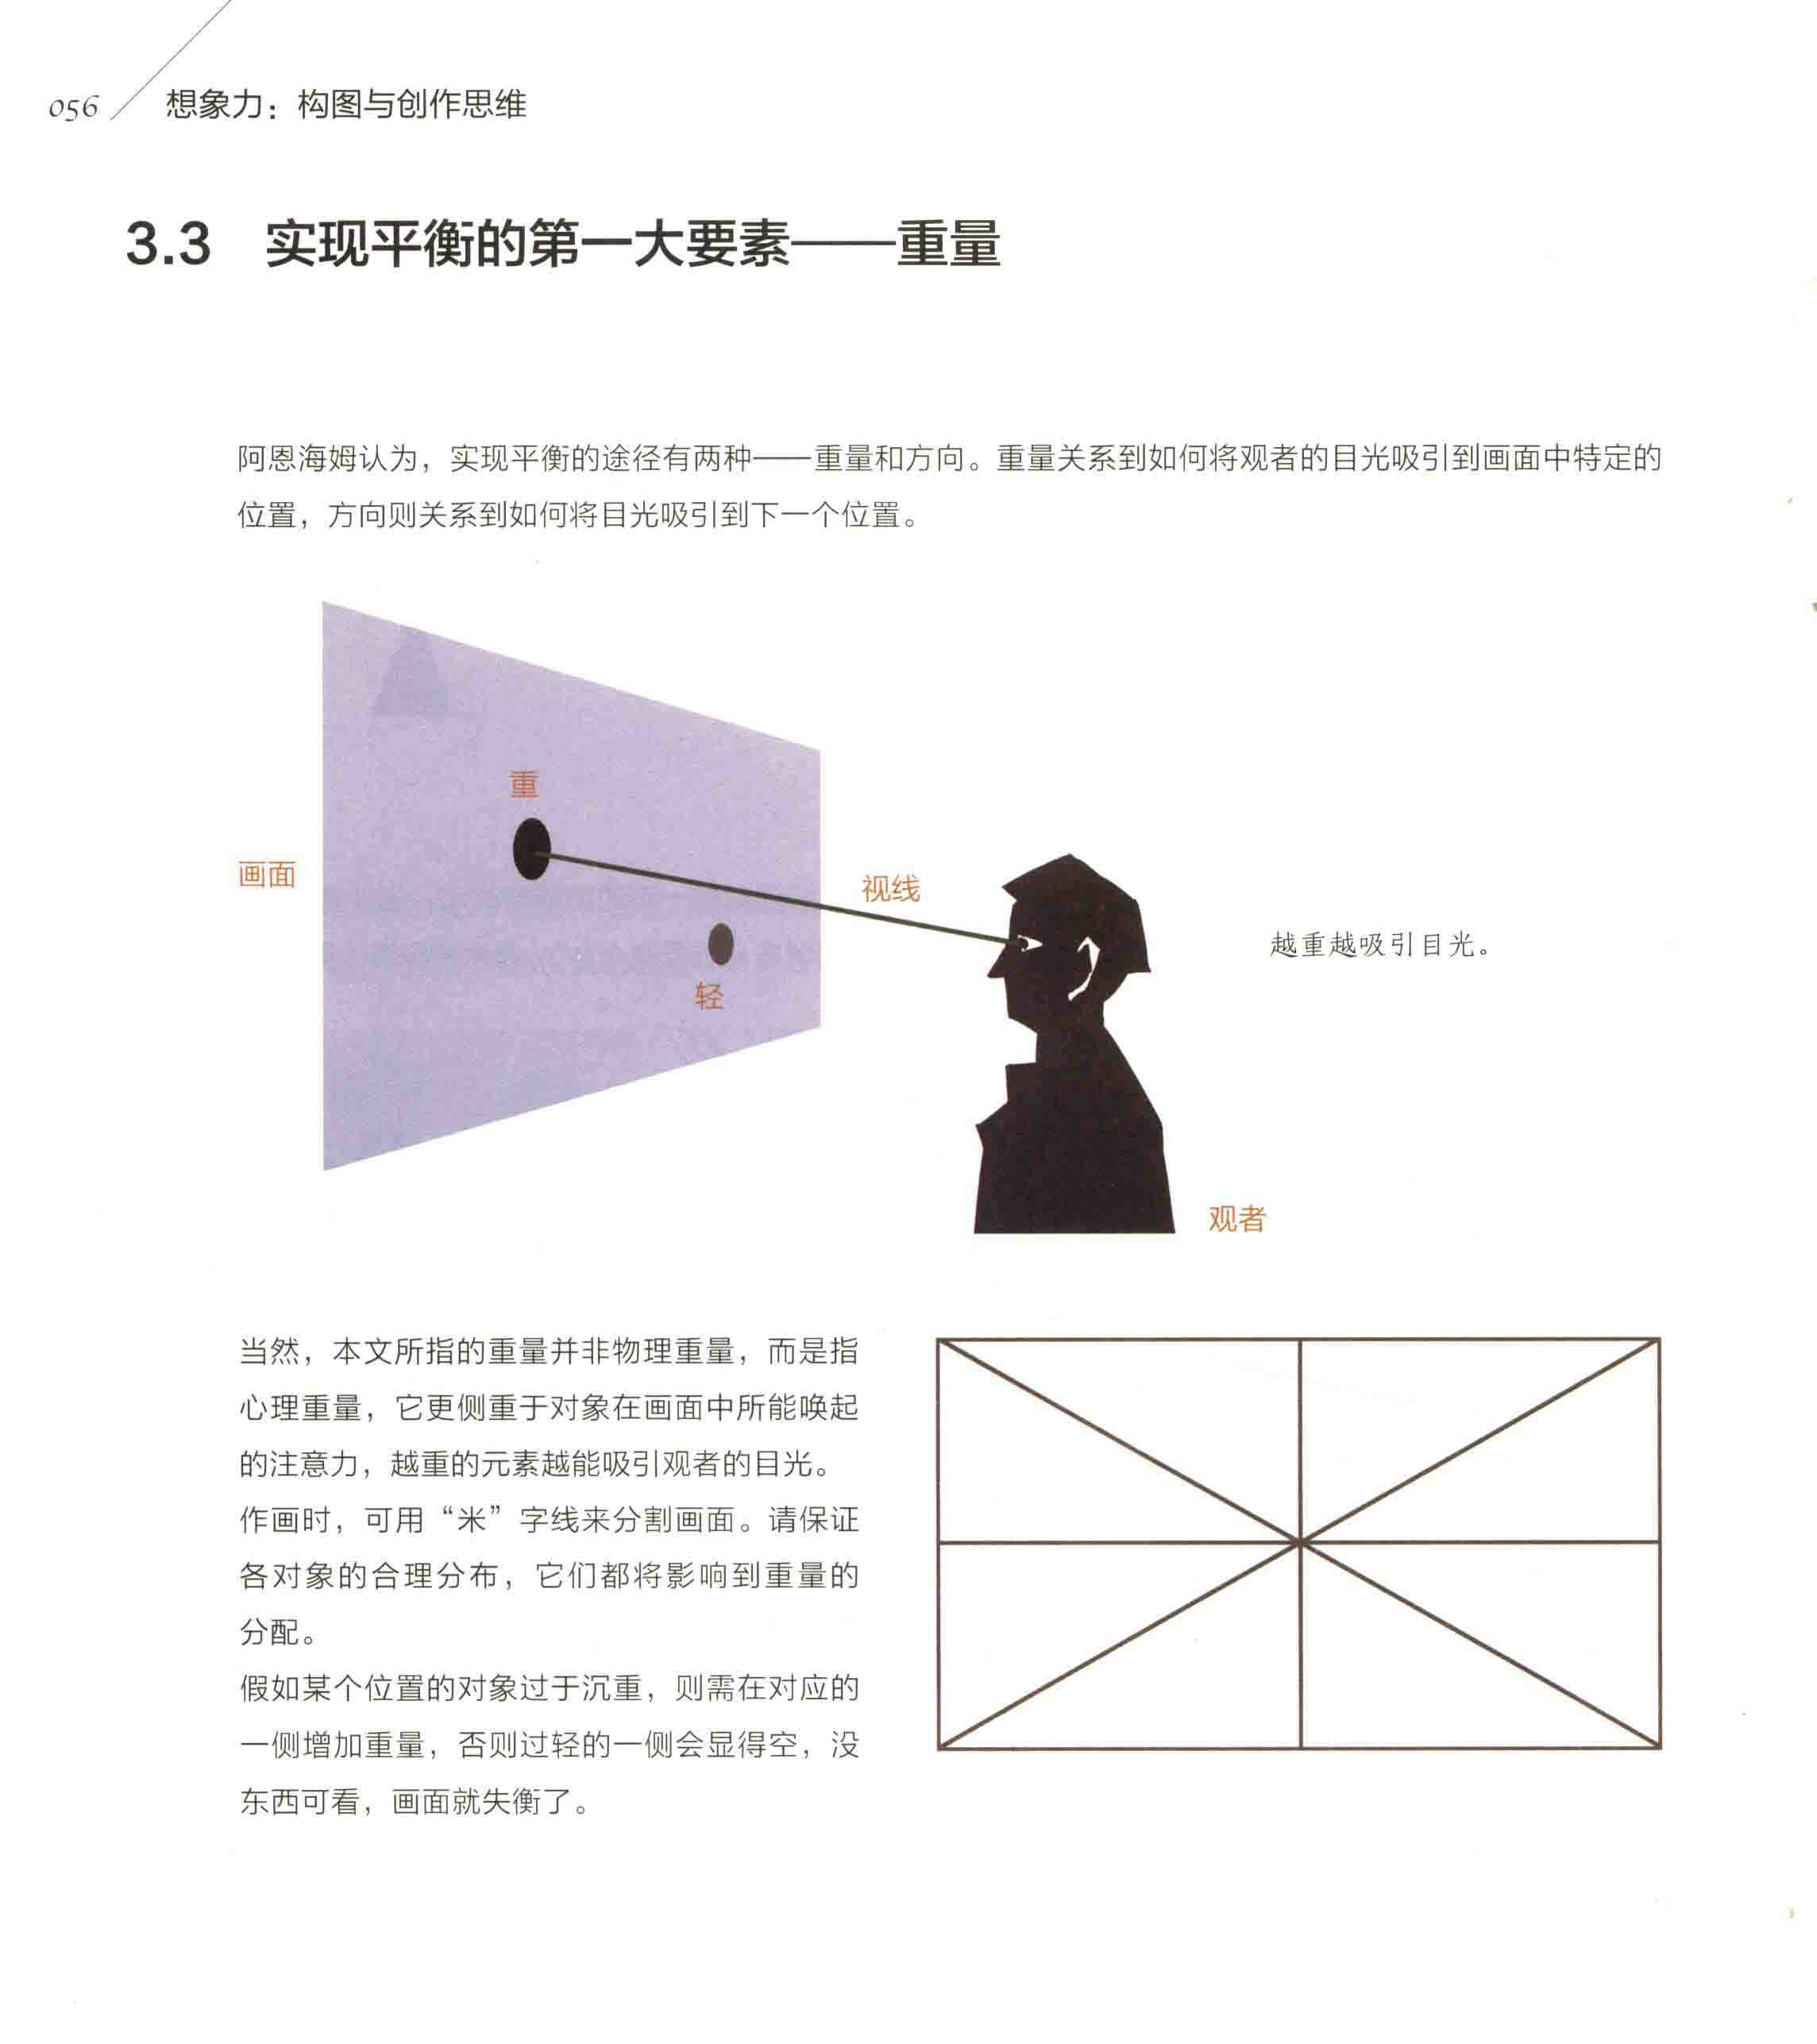 056 想象力：构图与创作思维
3.3 实现平衡的第一大要素——重量
阿恩海姆认为，实现平衡的途径有两种——重量和方向。重量关系到如何将观者的目光吸引到画面中特定的
位置，方向则关系到如何将目光吸引到下一个位置。
重
画面
视线
越重越吸引目光。
轻
观者
当然，本文所指的重量并非物理重量，而是指
心理重量，它更侧重于对象在画面中所能唤起
的注意力，越重的元素越能吸引观者的目光。
作画时，可用“米”字线来分割画面。请保证
各对象的合理分布，它们都将影响到重量的
分配。
假如某个位置的对象过于沉重，则需在对应的
一侧增加重量，否则过轻的一侧会显得空，没
东西可看，画面就失衡了。